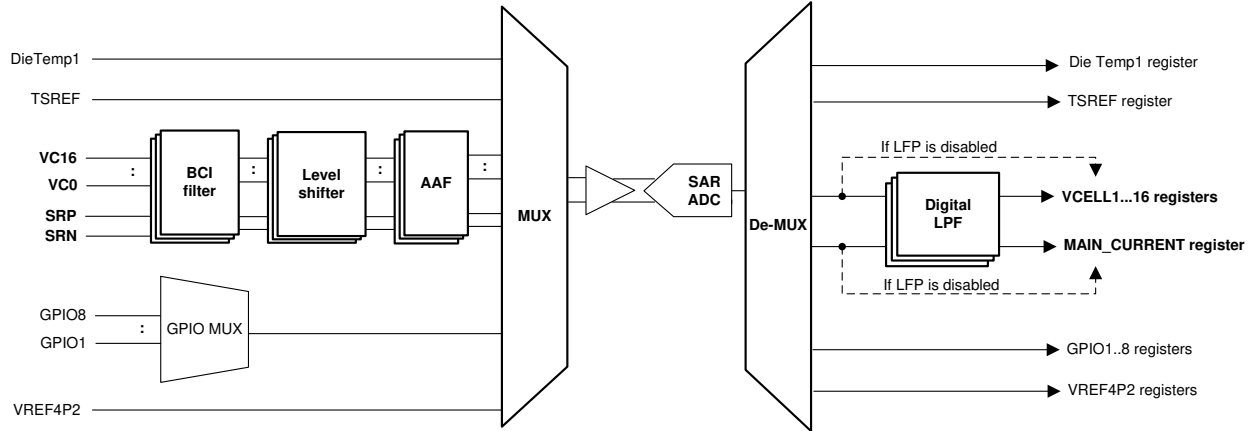 DieTemp1
TSREF
VC16
:
VC0
SRP
SRN
BCI
filter
:
Level
shifter
:
AAF
:
GPIO8
:
GPIO1
GPIO MUX
VREF4P2
MUX
SAR
ADC
De-MUX
Die Temp1 register
TSREF register
If LFP is disabled
Digital
LPF
VCELL1...16 registers
MAIN_CURRENT register
If LFP is disabled
GPIO1..8 registers
VREF4P2 registers